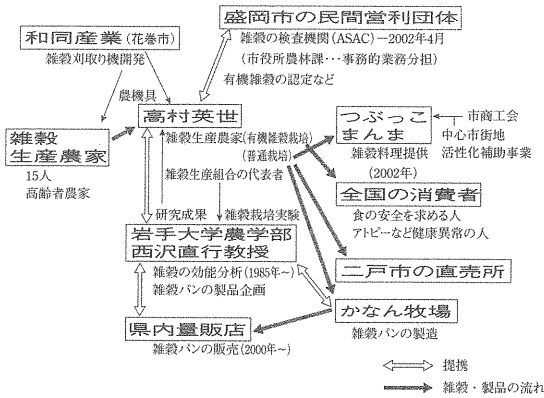 盛岡市の民間営利団体
雑穀の検査機関(ASAC)－2002年4月
(市役所農林課…事務的業務分担)
有機雑穀の認定など
和同産業(花巻市)
雑穀刈取り機開発
農機具
高村英世
雑穀生産農家(有機雑穀栽培)
(普通栽培)
雑穀生産組合の代表者
雑穀
生産農家
15人
高齢者農家
つぶっこ
まんま
雑穀料理提供
(2002年)
市商工会
中心市街地
活性化補助事業
全国の消費者
食の安全を求める人
アトピーなど健康異常の人
研究成果
雑穀栽培実験
岩手大学農学部
西沢直行教授
雑穀の効能分析(1985年～)
雑穀パンの製品企画
二戸市の直売所
かなん牧場
雑穀パンの製造
県内量販店
雑穀パンの販売(2000年～)
提携
雑穀・製品の流れ